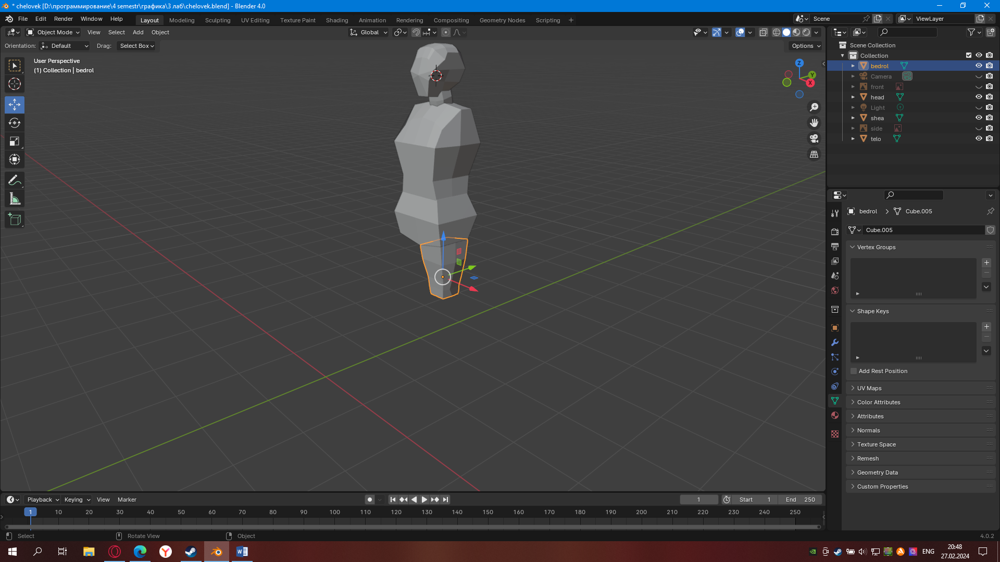 * chelovek [D:\программирование\4 semestr\графика\3 лаб\chelovek.blend] - Blender 4.0
File Edit Render Window Help Layout Modeling Sculpting UV Editing Texture Paint Shading Animation Rendering Compositing Geometry Nodes Scripting + Scene ViewLayer
Object Mode View Select Add Object Global
Orientation: Default Drag: Select Box Options
User Perspective
(1) Collection | bedrol
Z
Y
X
Scene Collection
Collection
bedrol
Camera
front
head
Light
shea
side
telo
bedrol > Cube.005
Cube.005
Vertex Groups
Shape Keys
Add Rest Position
UV Maps
Color Attributes
Attributes
Normals
Texture Space
Remesh
Geometry Data
Custom Properties
Playback Keying View Marker 1 Start 1 End 250
1 10 20 30 40 50 60 70 80 90 100 110 120 130 140 150 160 170 180 190 200 210 220 230 240 250
Select Rotate View Object 4.0.2
ENG 20:48
27.02.2024